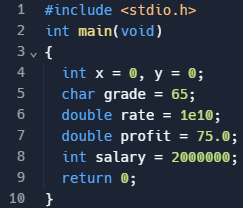 1 #include <stdio.h>
2 int main(void)
3 {
4 int x = 0, y = 0;
5 char grade = 65;
6 double rate = 1e10;
7 double profit = 75.0;
8 int salary = 2000000;
9 return 0;
10 }